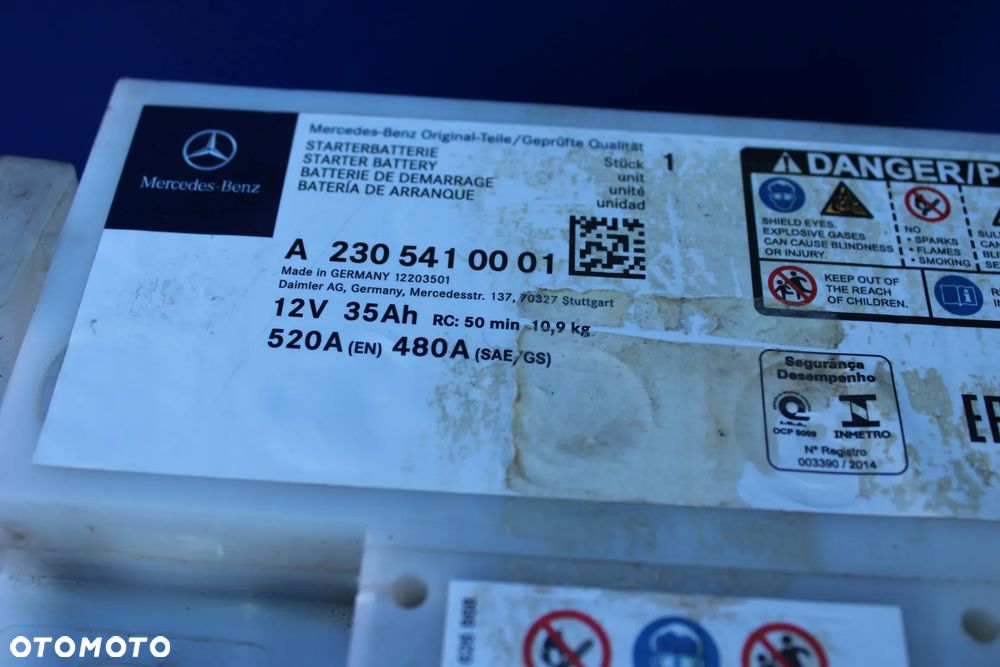 Mercedes-Benz
Mercedes-Benz Original-Teile/Geprüfte Qualität
STARTERBATTERIE
STARTER BATTERY
BATTERIE DE DEMARRAGE
BATERÍA DE ARRANQUE
Stück 1
unit
unité
unidad
A 230 541 00 01
Made in GERMANY 12203501
Daimler AG, Germany, Mercedesstr. 137, 70327 Stuttgart
12V 35Ah RC: 50 min 10,9 kg
520A (EN) 480A (SAE/GS)
DANGER/P
SHIELD EYES.
EXPLOSIVE GASES
CAN CAUSE BLINDNESS
OR INJURY.
NO
• SPARKS
• FLAMES
• SMOKING
KEEP OUT OF
THE REACH
OF CHILDREN.
Segurança
Desempenho
OCP 0009
INMETRO
Nº Registro
003390 / 2014
OTOMOTO